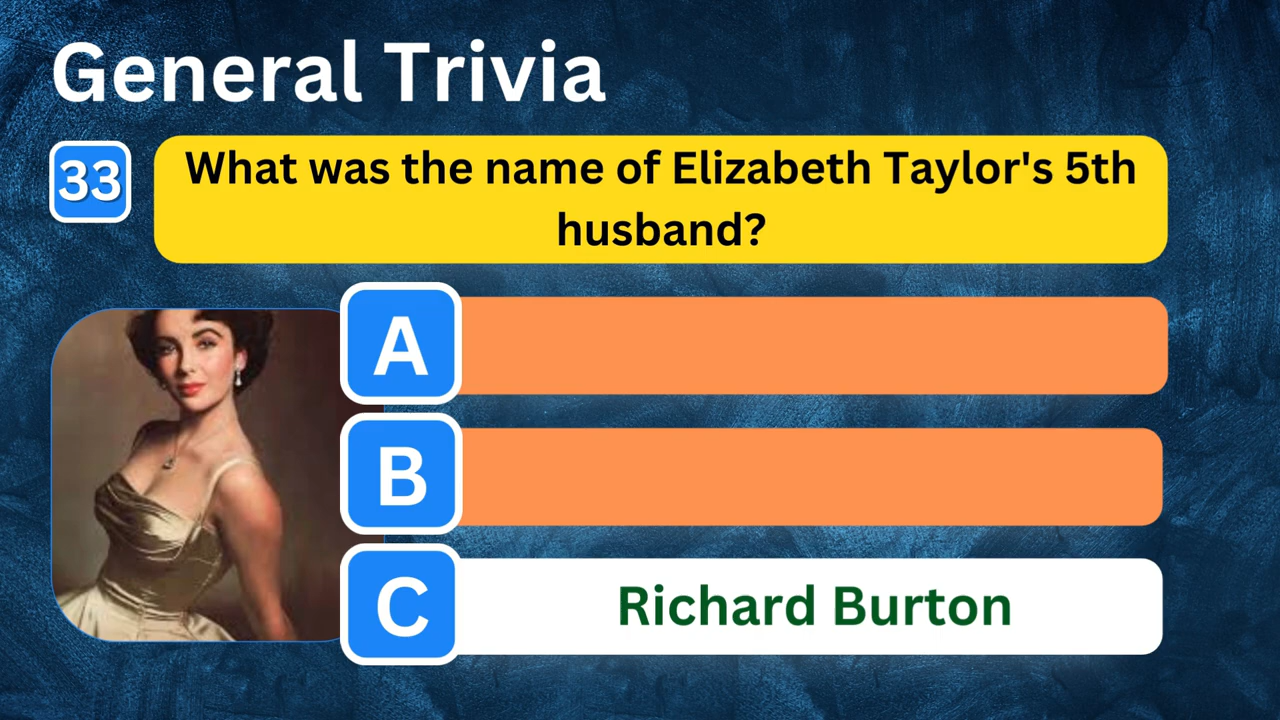 General Trivia
33
What was the name of Elizabeth Taylor's 5th
husband?
A
B
C
Richard Burton